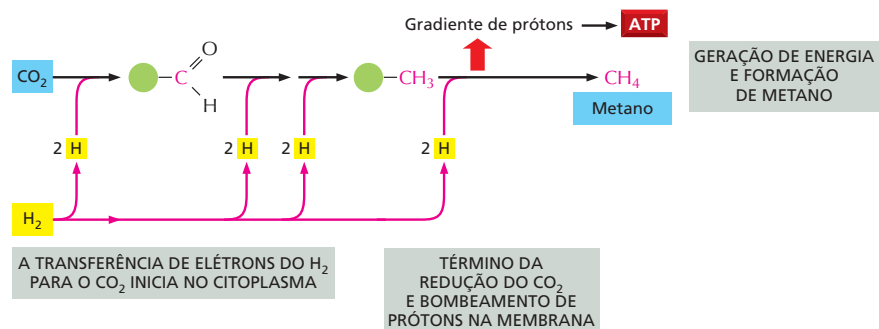 Gradiente de prótons
ATP
CO₂
O
C
H
CH₃
CH₄
Metano
GERAÇÃO DE ENERGIA
E FORMAÇÃO
DE METANO
2 H
2 H
2 H
2 H
H₂
A TRANSFERÊNCIA DE ELÉTRONS DO H₂
PARA O CO₂ INICIA NO CITOPLASMA
TÉRMINO DA
REDUÇÃO DO CO₂
E BOMBEAMENTO DE
PRÓTONS NA MEMBRANA